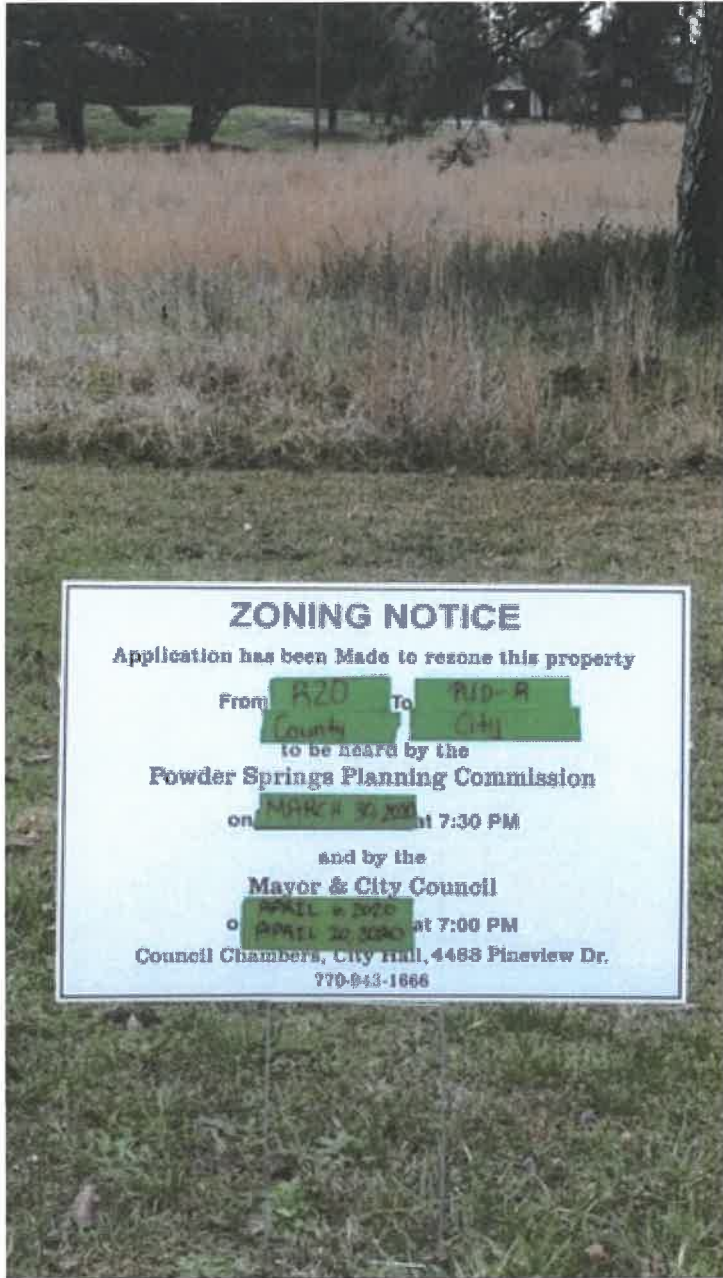 ZONING NOTICE
Application has been Made to rezone this property
From R20 To PUD-R
County City
to be heard by the
Powder Springs Planning Commission
on MARCH 30, 2020 at 7:30 PM
and by the
Mayor & City Council
o APRIL 6 2020 at 7:00 PM
APRIL 20 2020
Council Chambers, City Hall, 4488 Pineview Dr.
770-943-1666